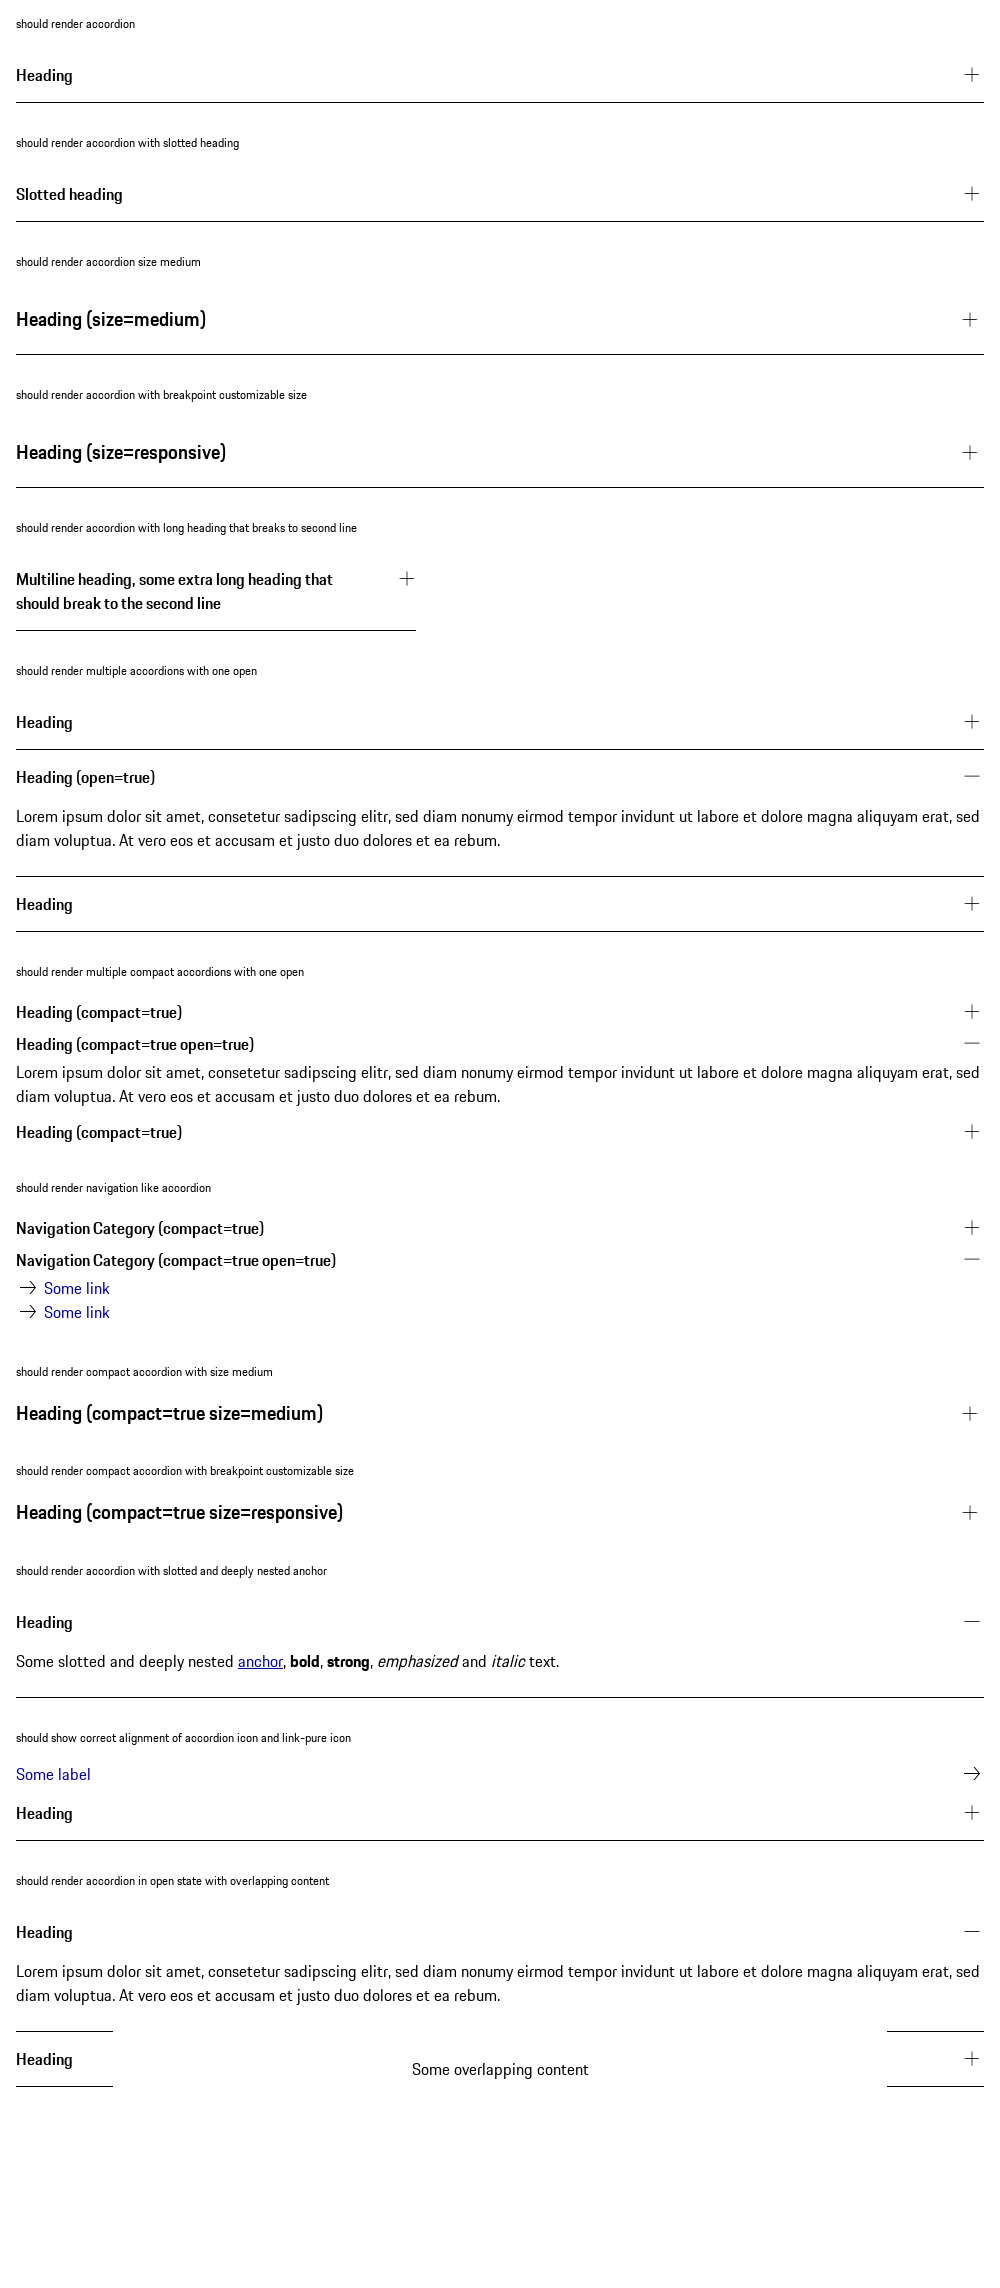 should render accordion
Heading
should render accordion with slotted heading
Slotted heading
should render accordion size medium
Heading (size=medium)
should render accordion with breakpoint customizable size
Heading (size=responsive)
should render accordion with long heading that breaks to second line
Multiline heading, some extra long heading that
should break to the second line
should render multiple accordions with one open
Heading
Heading (open=true)
Lorem ipsum dolor sit amet, consetetur sadipscing elitr, sed diam nonumy eirmod tempor invidunt ut labore et dolore magna aliquyam erat, sed
diam voluptua. At vero eos et accusam et justo duo dolores et ea rebum.
Heading
should render multiple compact accordions with one open
Heading (compact=true)
Heading (compact=true open=true)
Lorem ipsum dolor sit amet, consetetur sadipscing elitr, sed diam nonumy eirmod tempor invidunt ut labore et dolore magna aliquyam erat, sed
diam voluptua. At vero eos et accusam et justo duo dolores et ea rebum.
Heading (compact=true)
should render navigation like accordion
Navigation Category (compact=true)
Navigation Category (compact=true open=true)
Some link
Some link
should render compact accordion with size medium
Heading (compact=true size=medium)
should render compact accordion with breakpoint customizable size
Heading (compact=true size=responsive)
should render accordion with slotted and deeply nested anchor
Heading
Some slotted and deeply nested anchor, bold, strong, emphasized and italic text.
should show correct alignment of accordion icon and link-pure icon
Some label
Heading
should render accordion in open state with overlapping content
Heading
Lorem ipsum dolor sit amet, consetetur sadipscing elitr, sed diam nonumy eirmod tempor invidunt ut labore et dolore magna aliquyam erat, sed
diam voluptua. At vero eos et accusam et justo duo dolores et ea rebum.
Heading
Some overlapping content